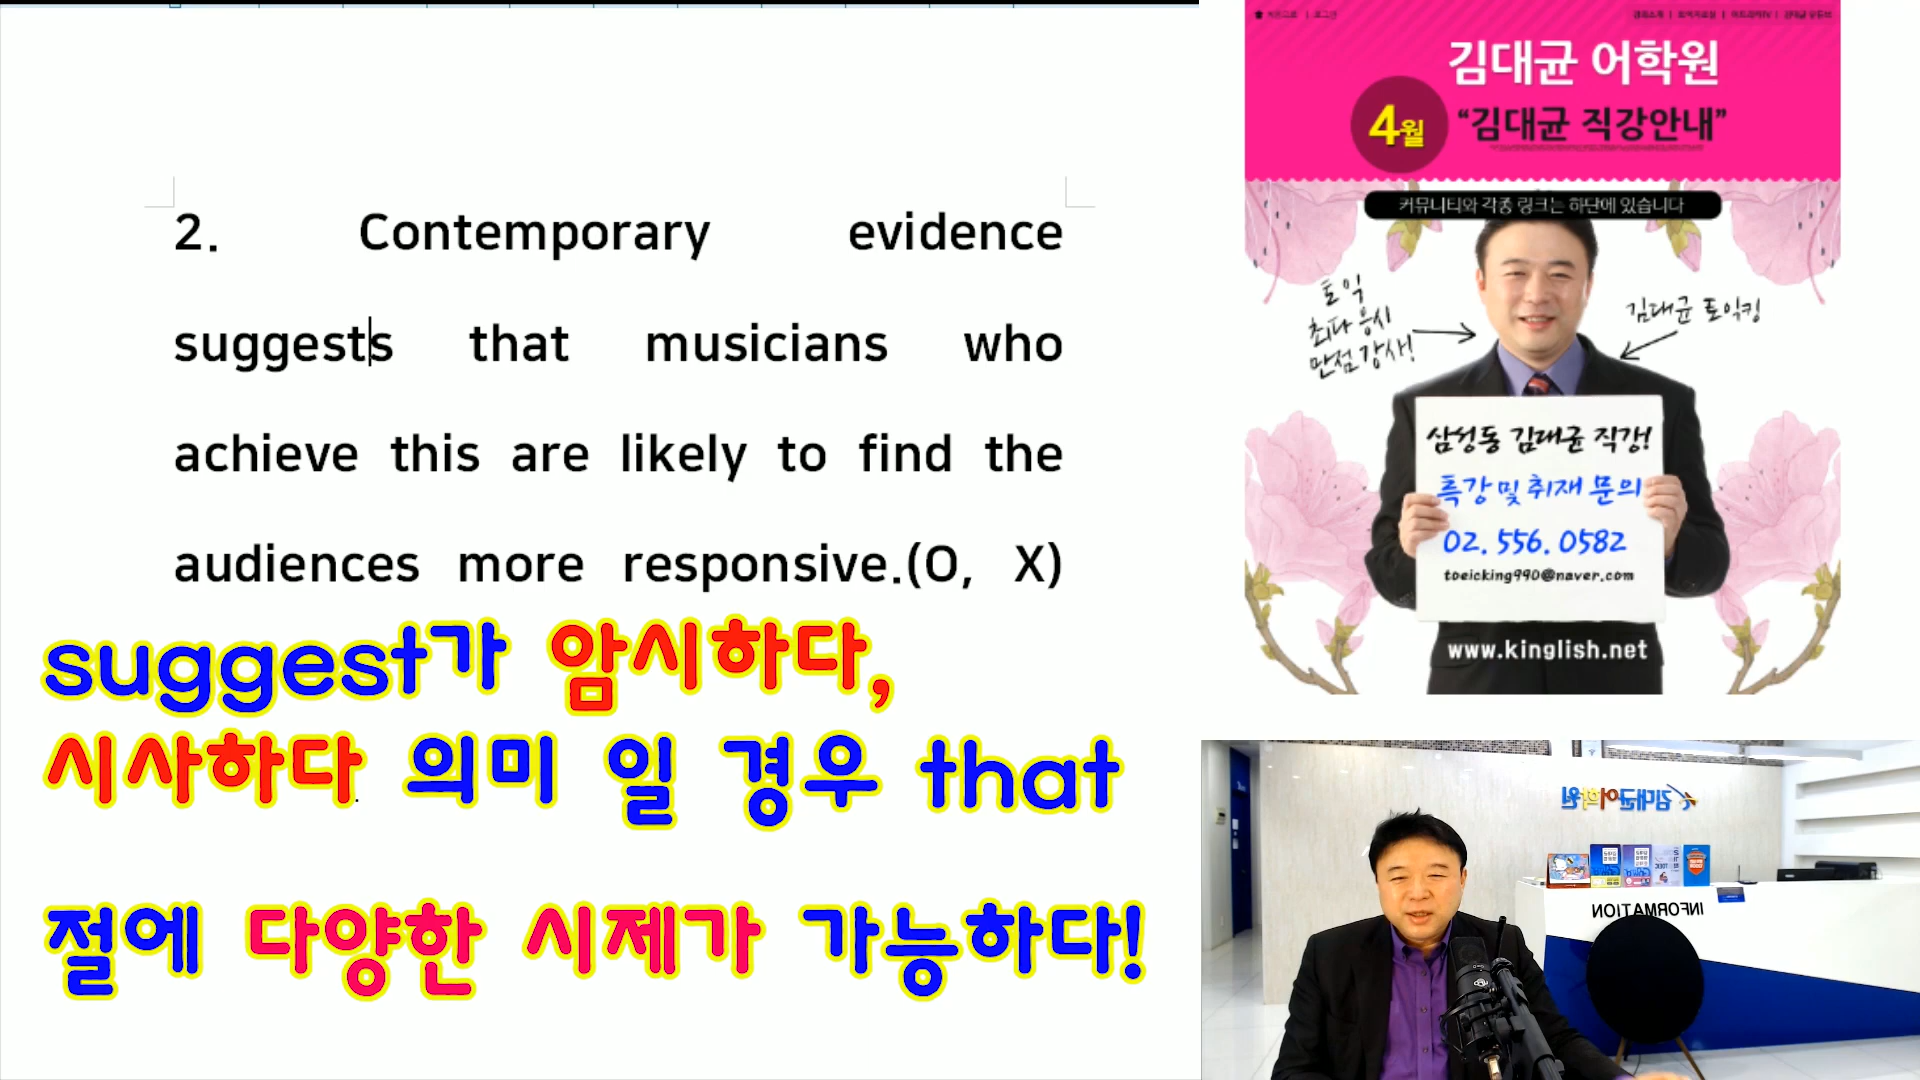 2. Contemporary evidence
suggests that musicians who
achieve this are likely to find the
audiences more responsive.(O, X)
suggest가 암시하다,
시사하다 의미 일 경우 that
절에 다양한 시제가 가능하다!
김대균 어학원
4월 “김대균 직강안내”
커뮤니티와 각종 링크는 하단에 있습니다
토익
최다 응시
만점 강사!
김대균 토익킹
삼성동 김대균 직강!
특강 및 취재 문의
02. 556. 0582
toeicking990@naver.com
www.kinglish.net
김대균어학원
INFORMATION